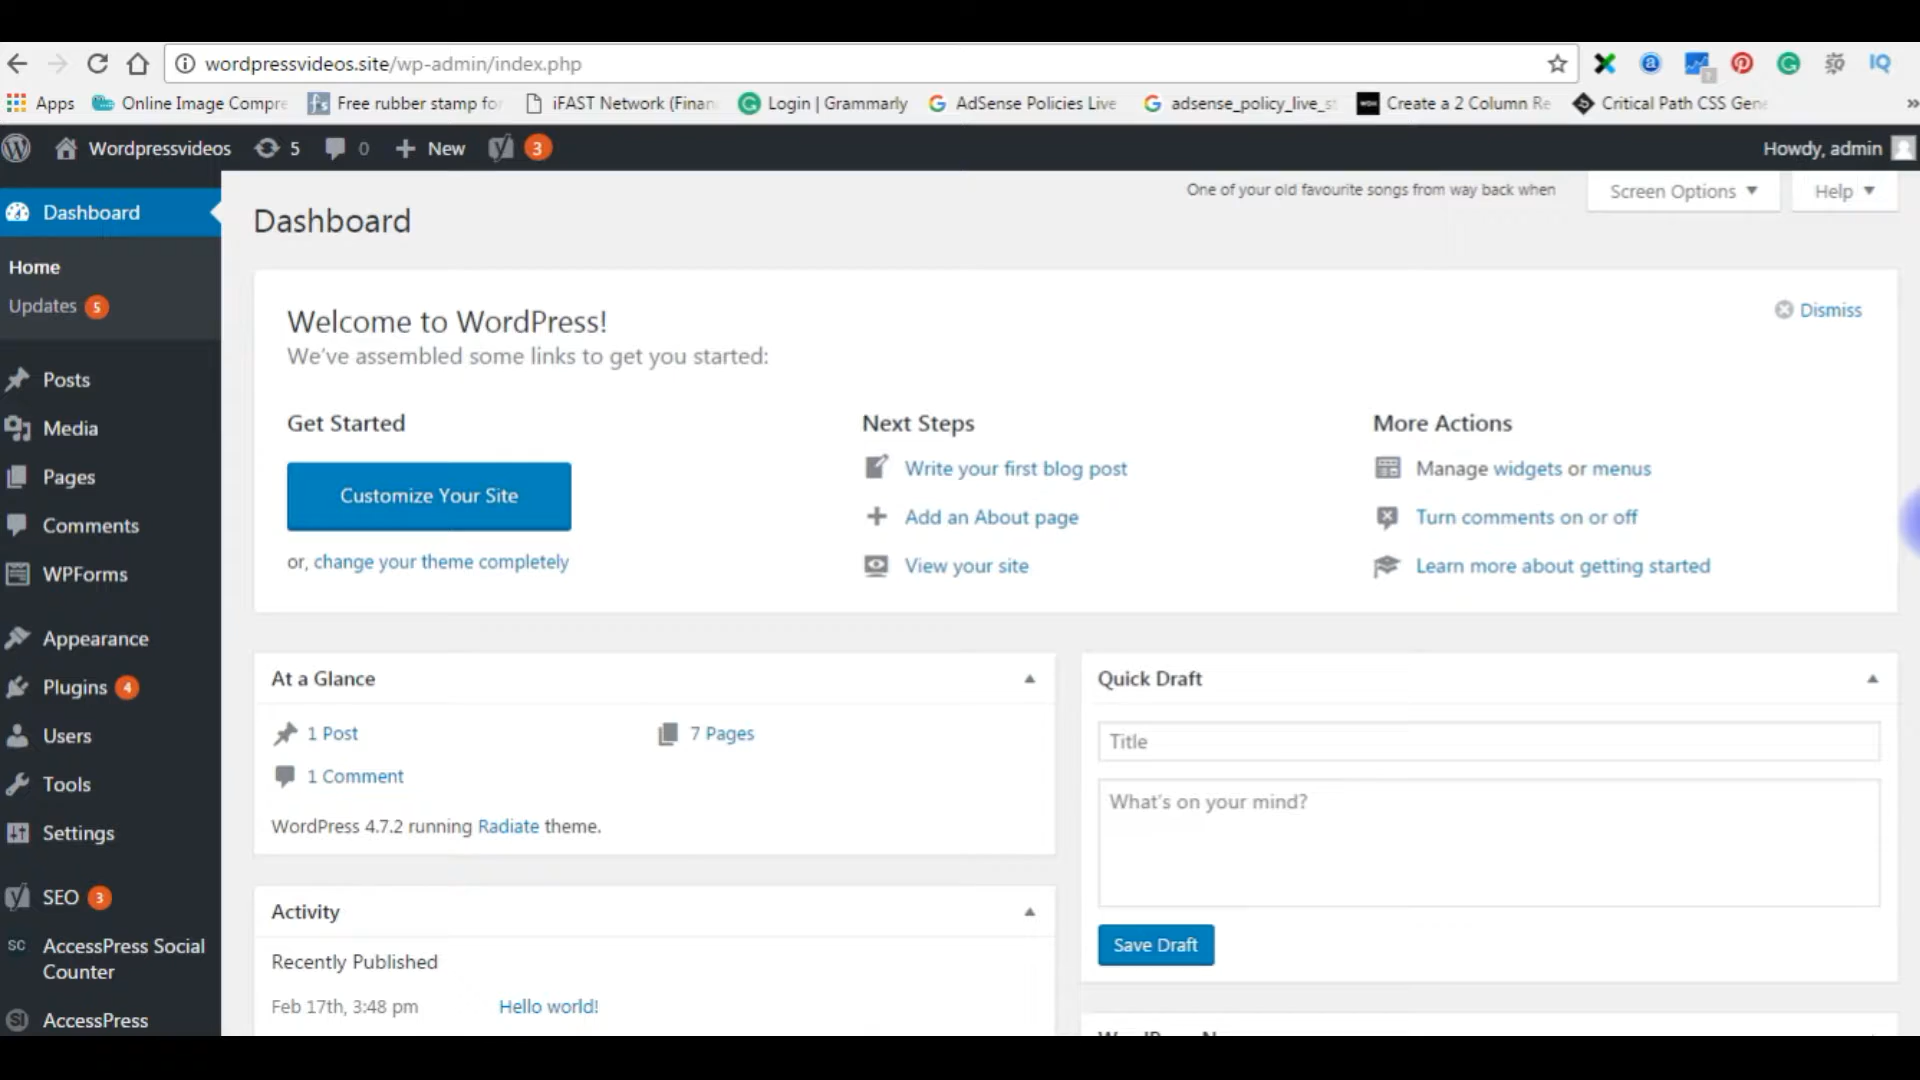 wordpressvideos.site/wp-admin/index.php
IQ
Apps Online Image Compre Free rubber stamp for iFAST Network (Finan Login | Grammarly AdSense Policies Live adsense_policy_live_st Create a 2 Column Re Critical Path CSS Gene »
Wordpressvideos 5 0 New 3 Howdy, admin
One of your old favourite songs from way back when Screen Options Help
Dashboard
Home
Updates 5
Posts
Media
Pages
Comments
WPForms
Appearance
Plugins 4
Users
Tools
Settings
SEO 3
SC AccessPress Social
Counter
AccessPress
Dashboard
Welcome to WordPress!
Dismiss
We've assembled some links to get you started:
Get Started
Customize Your Site
or, change your theme completely
Next Steps
Write your first blog post
Add an About page
View your site
More Actions
Manage widgets or menus
Turn comments on or off
Learn more about getting started
At a Glance
1 Post 7 Pages
1 Comment
WordPress 4.7.2 running Radiate theme.
Activity
Recently Published
Feb 17th, 3:48 pm Hello world!
Quick Draft
Title
What's on your mind?
Save Draft